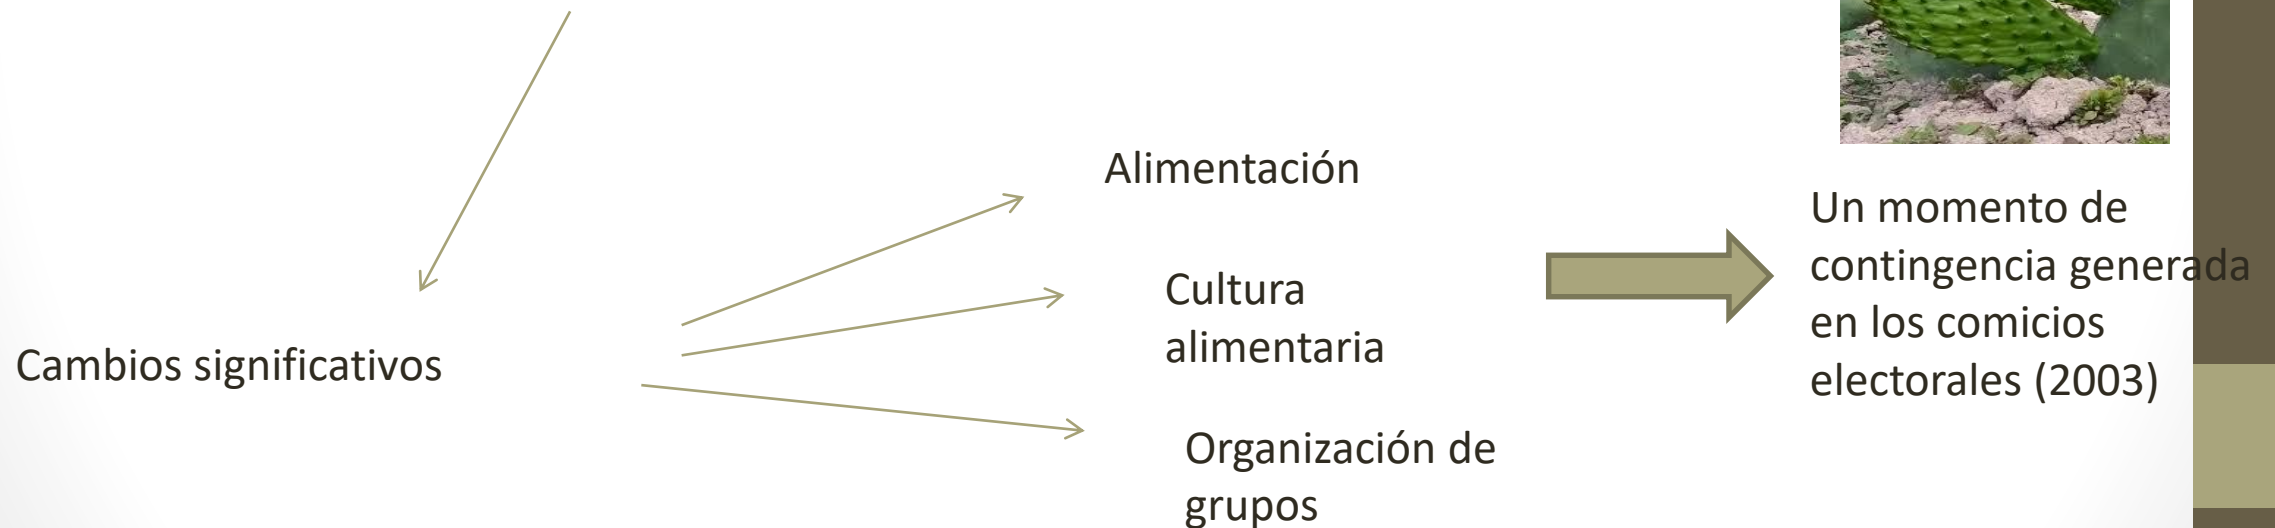 Cambios significativos
Alimentación
Cultura
alimentaria
Organización de
grupos
Un momento de
contingencia generada
en los comicios
electorales (2003)